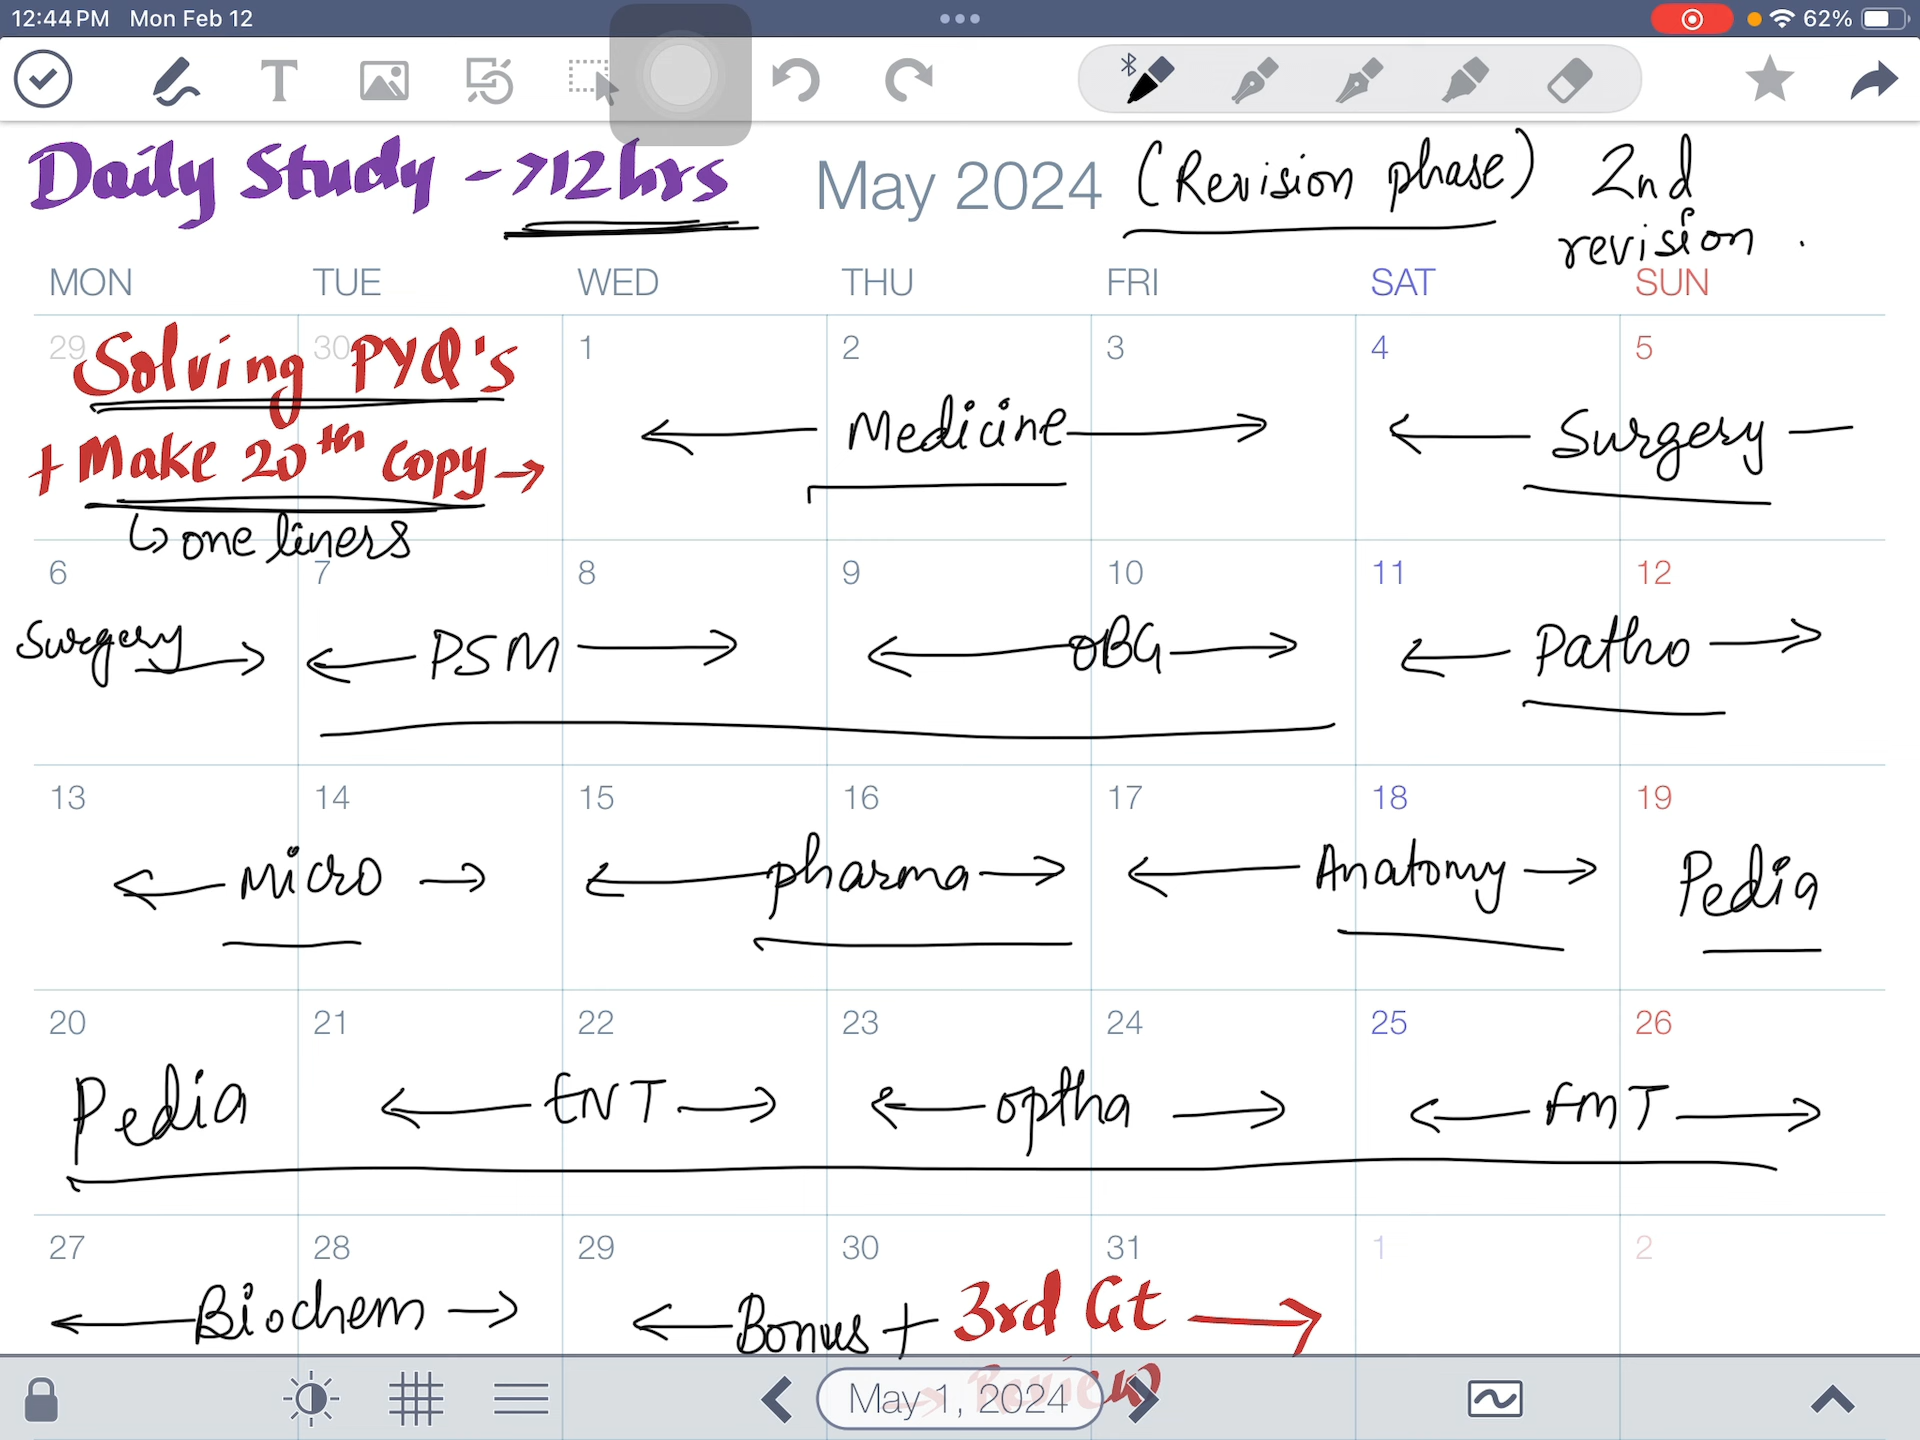 12:44 PM Mon Feb 12
62%
T
Daily Study ->12hrs
May 2024 (Revision phase) 2nd
revision.
MON TUE WED THU FRI SAT SUN
29 30 1 2 3 4 5
Solving PYQ's
+ Make 20th copy →
↳ one liners
← Medicine → ← Surgery —
6 7 8 9 10 11 12
Surgery → ← PSM → ← OBG → ← Patho →
13 14 15 16 17 18 19
← Micro → ← pharma → ← Anatomy → Pedia
20 21 22 23 24 25 26
Pedia ← ENT → ← optha → ← FMT →
27 28 29 30 31 1 2
← Biochem → ← Bonus + 3rd Gt →
→ Review
May 1, 2024